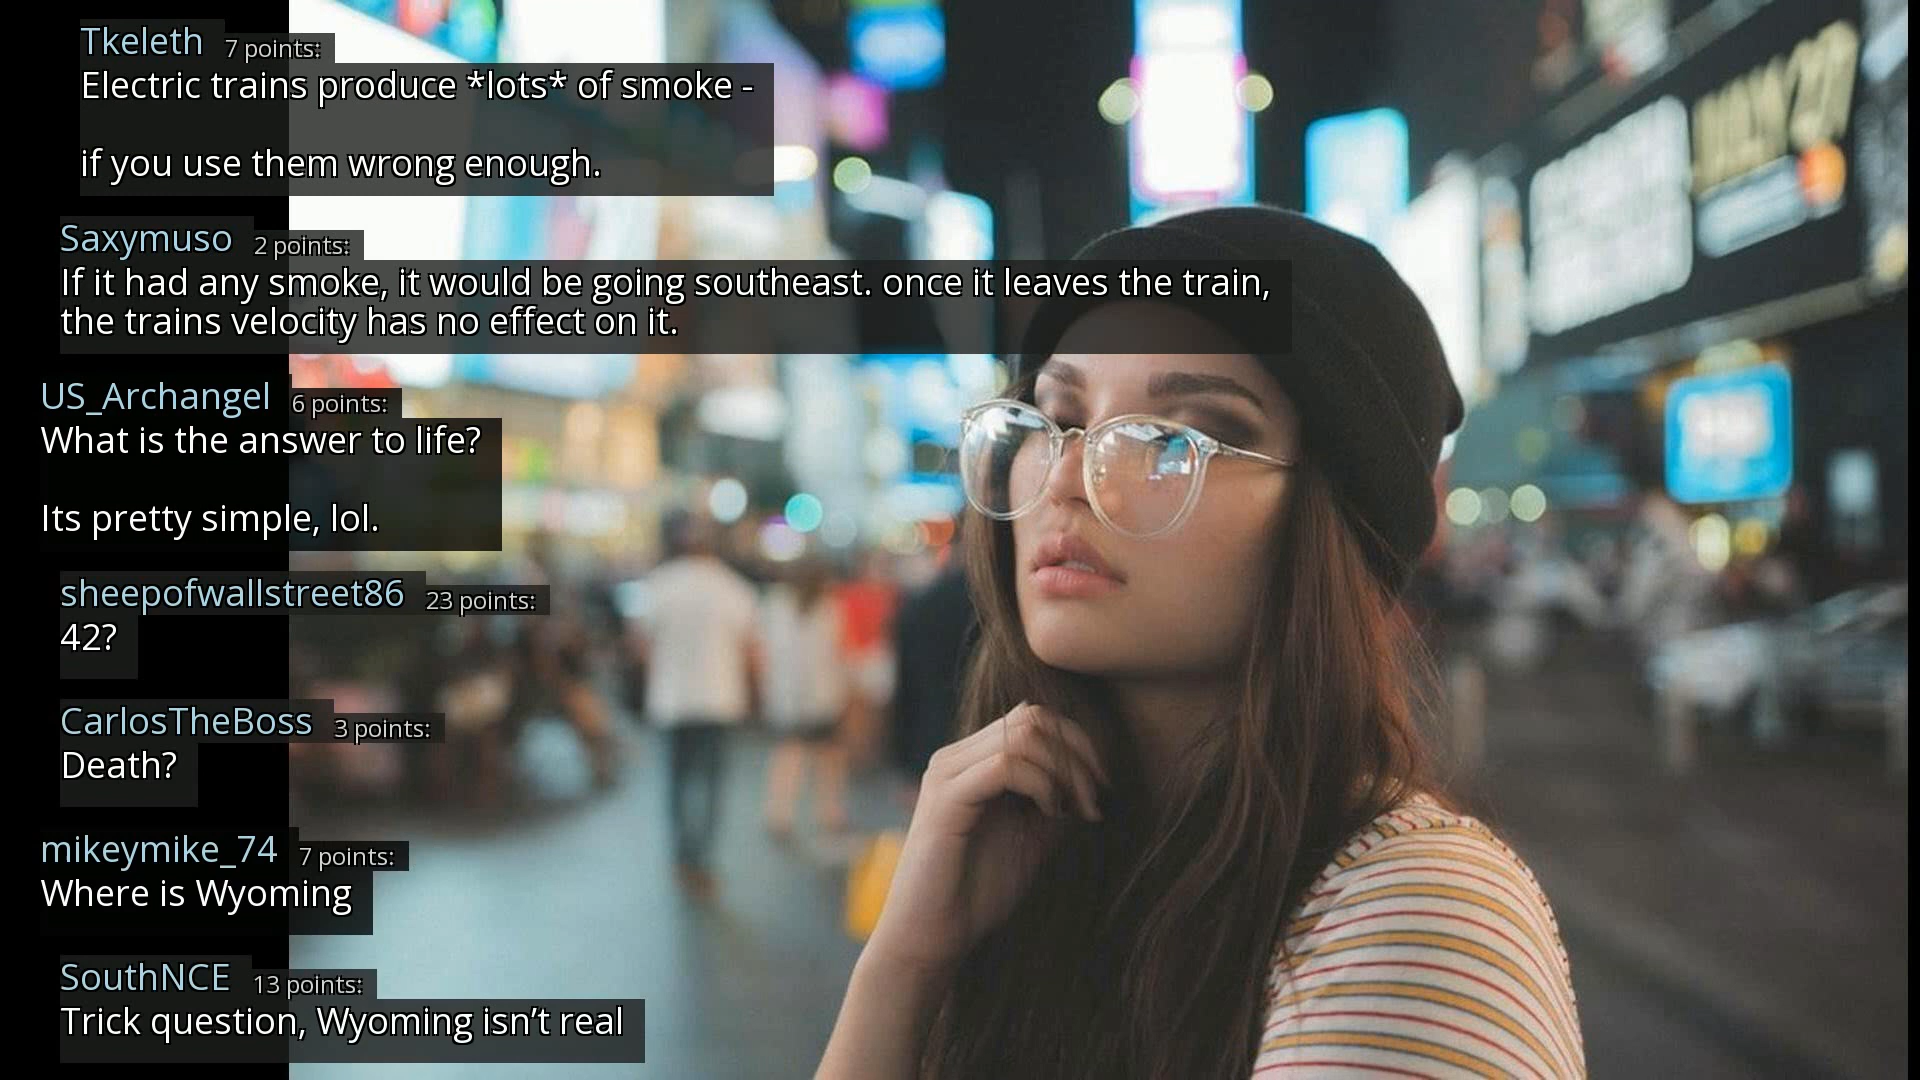 Tkeleth 7 points:
Electric trains produce *lots* of smoke -
if you use them wrong enough.
Saxymuso 2 points:
If it had any smoke, it would be going southeast. once it leaves the train,
the trains velocity has no effect on it.
US_Archangel 6 points:
What is the answer to life?
Its pretty simple, lol.
sheepofwallstreet86 23 points:
42?
CarlosTheBoss 3 points:
Death?
mikeymike_74 7 points:
Where is Wyoming
SouthNCE 13 points:
Trick question, Wyoming isn’t real